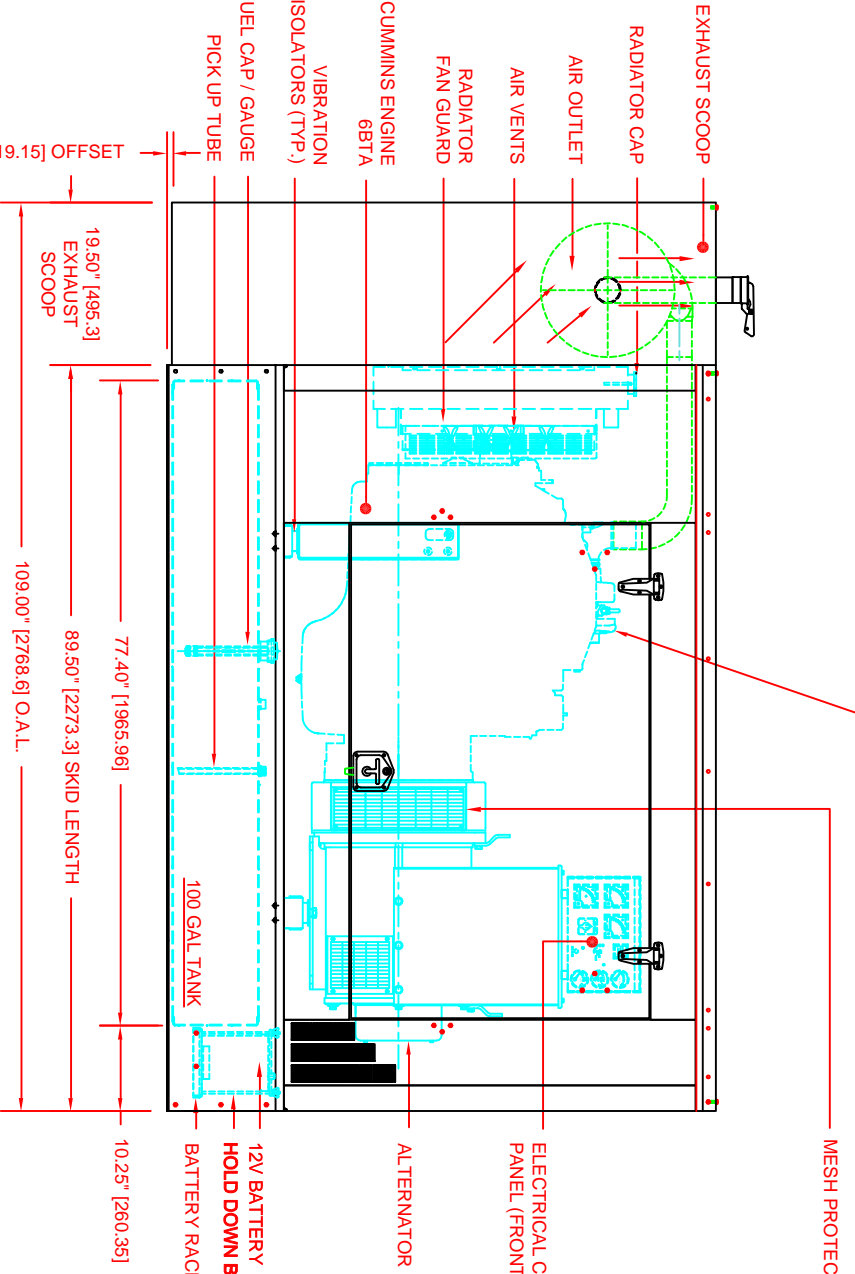 EXHAUST SCOOP
RADIATOR CAP
AIR OUTLET
AIR VENTS
RADIATOR
FAN GUARD
CUMMINS ENGINE
6BTA
VIBRATION
ISOLATORS (TYP.)
UEL CAP / GAUGE
PICK UP TUBE
19.15] OFFSET
19.50" [495.3]
EXHAUST
SCOOP
109.00" [2768.6] O.A.L.
89.50" [2273.3] SKID LENGTH
77.40" [1965.96]
100 GAL TANK
10.25" [260.35]
MESH PROTEC
ELECTRICAL C
PANEL (FRONT
ALTERNATOR
12V BATTERY
HOLD DOWN B
BATTERY RAC